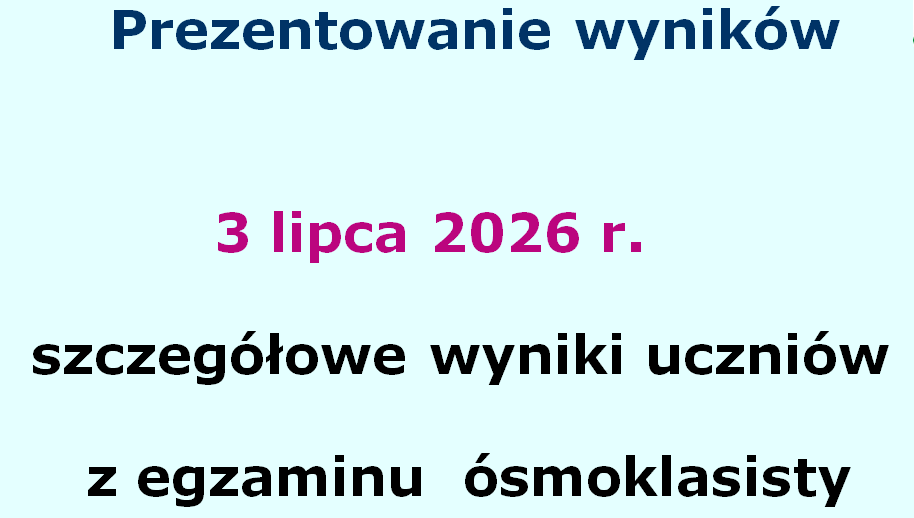 Prezentowanie wyników
3 lipca 2026 r.
szczegółowe wyniki uczniów
z egzaminu ósmoklasisty